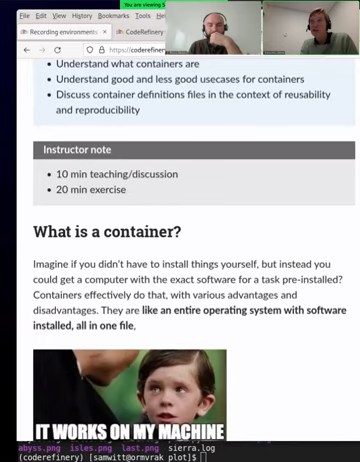 You are viewing S
File Edit View History Bookmarks Tools H
Recording environments × CodeRefinery
https://coderefinery
• Understand what containers are
• Understand good and less good usecases for containers
• Discuss container definitions files in the context of reusability
and reproducibility
Instructor note
• 10 min teaching/discussion
• 20 min exercise
What is a container?
Imagine if you didn't have to install things yourself, but instead you
could get a computer with the exact software for a task pre-installed?
Containers effectively do that, with various advantages and
disadvantages. They are like an entire operating system with software
installed, all in one file.
IT WORKS ON MY MACHINE
abyss.png isles.png last.png sierra.log
(coderefinery) [samwitt@ormvrak plot]$